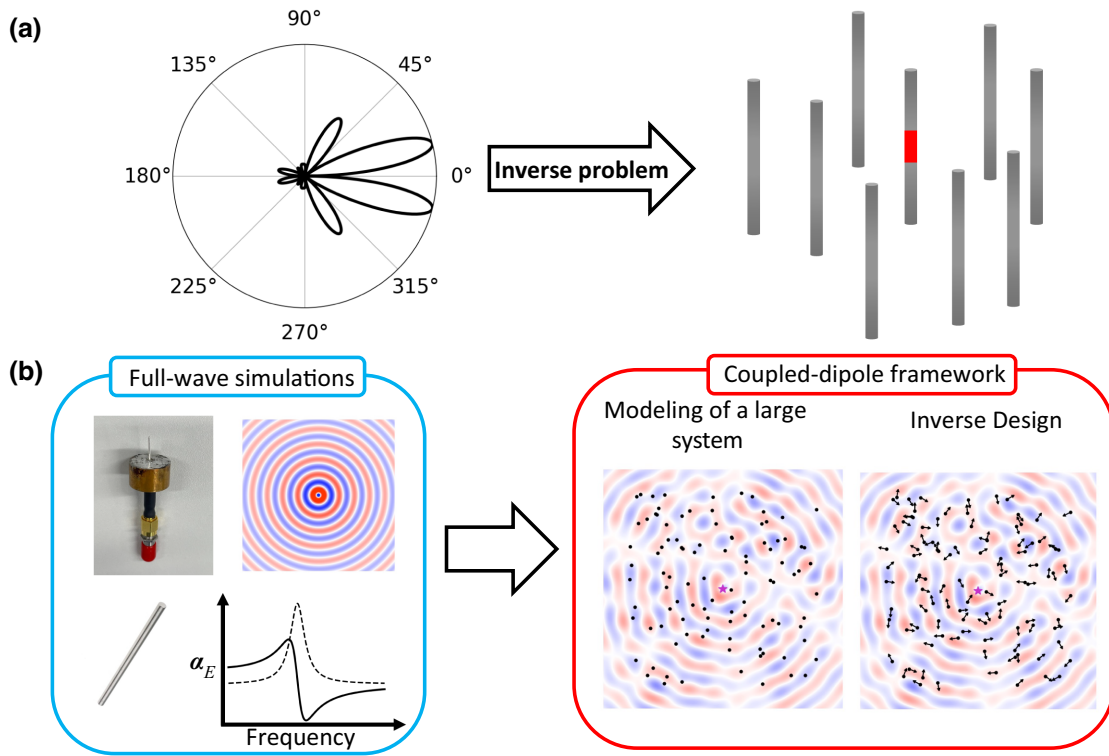 (a)
90°
135°
45°
180°
0°
225°
315°
270°
Inverse problem
(b)
Full-wave simulations
α_E
Frequency
Coupled-dipole framework
Modeling of a large
system
Inverse Design